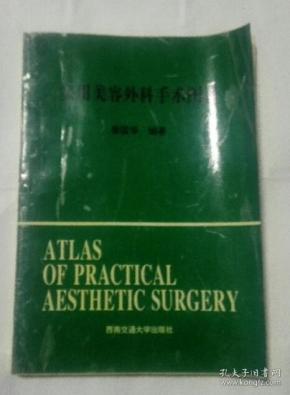 实用美容外科手术图
编著
ATLAS
OF PRACTICAL
AESTHETIC SURGERY
西南交通大学出版社
孔夫子旧书网